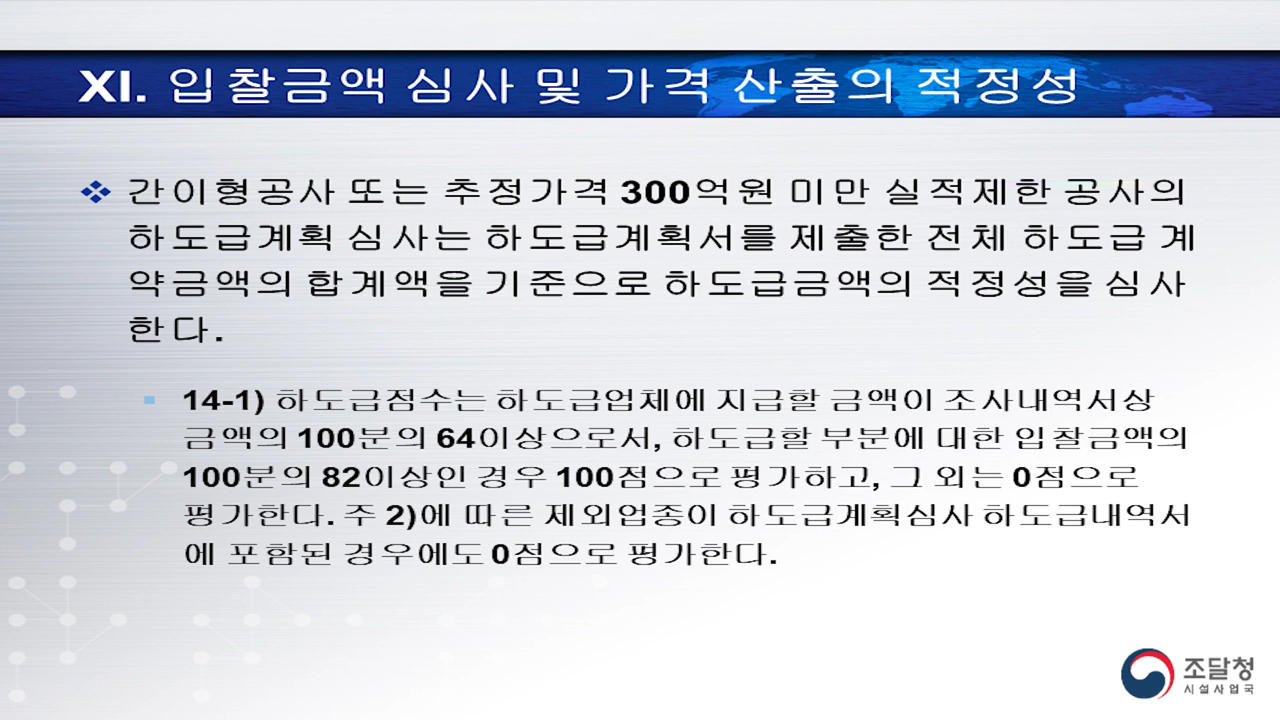 XI. 입찰금액 심사 및 가격 산출의 적정성
간이형공사 또는 추정가격 300억원 미만 실적제한 공사의
하도급계획 심사는 하도급계획서를 제출한 전체 하도급 계
약금액의 합계액을 기준으로 하도급금액의 적정성을 심사
한다.
14-1) 하도급점수는 하도급업체에 지급할 금액이 조사내역서상
금액의 100분의 64이상으로서, 하도급할 부분에 대한 입찰금액의
100분의 82이상인 경우 100점으로 평가하고, 그 외는 0점으로
평가한다. 주 2)에 따른 제외업종이 하도급계획심사 하도급내역서
에 포함된 경우에도 0점으로 평가한다.
조달청
시설사업국